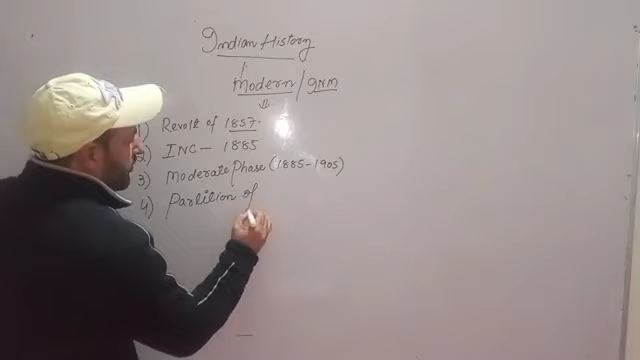 Indian History
Modern / INM
1) Revolt of 1857.
2) INC - 1885
3) Moderate Phase (1885-1905)
4) Partition of